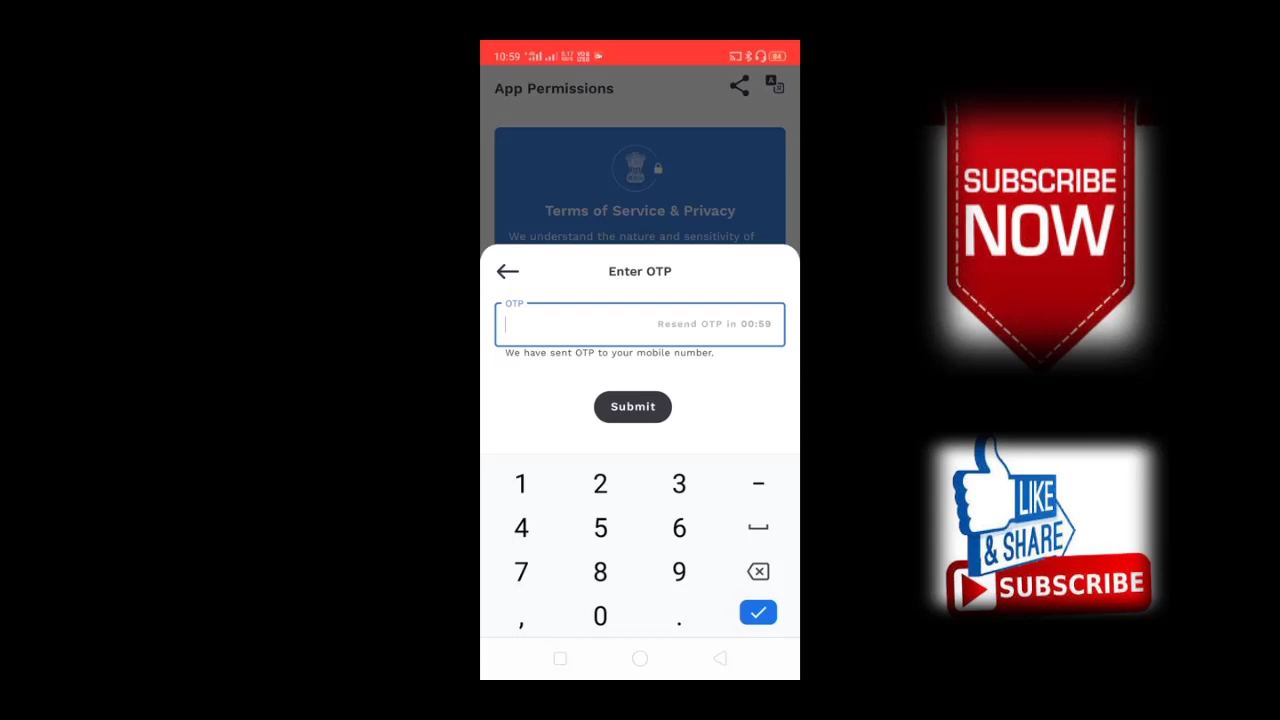 10:59
84
App Permissions
Terms of Service & Privacy
We understand the nature and sensitivity of
Enter OTP
OTP
Resend OTP in 00:59
We have sent OTP to your mobile number.
Submit
1 2 3 -
4 5 6
7 8 9
, 0 .
SUBSCRIBE
NOW
LIKE
& SHARE
SUBSCRIBE